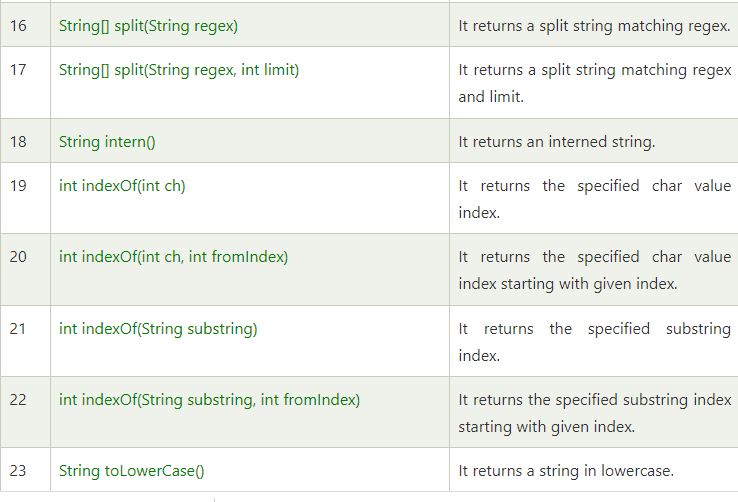 16 String[] split(String regex) It returns a split string matching regex.
17 String[] split(String regex, int limit) It returns a split string matching regex
and limit.
18 String intern() It returns an interned string.
19 int indexOf(int ch) It returns the specified char value
index.
20 int indexOf(int ch, int fromIndex) It returns the specified char value
index starting with given index.
21 int indexOf(String substring) It returns the specified substring
index.
22 int indexOf(String substring, int fromIndex) It returns the specified substring index
starting with given index.
23 String toLowerCase() It returns a string in lowercase.